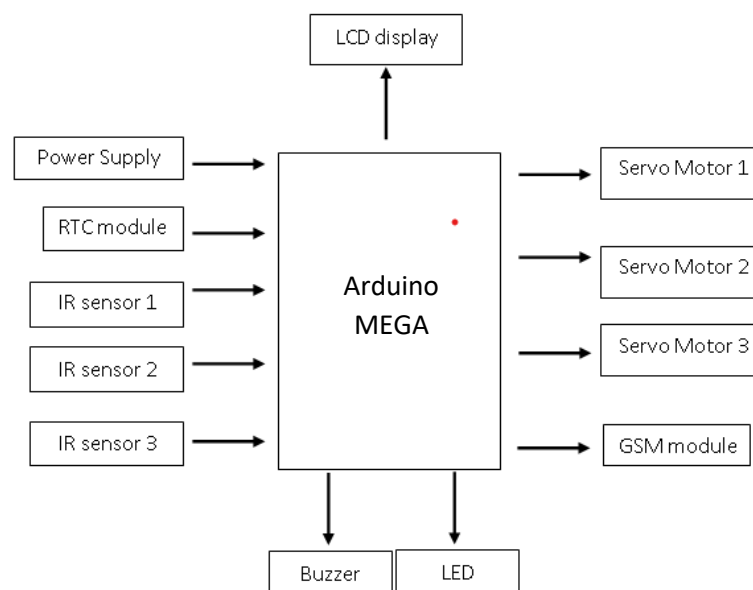 LCD display
Power Supply
RTC module
IR sensor 1
IR sensor 2
IR sensor 3
Arduino
MEGA
Servo Motor 1
Servo Motor 2
Servo Motor 3
GSM module
Buzzer
LED